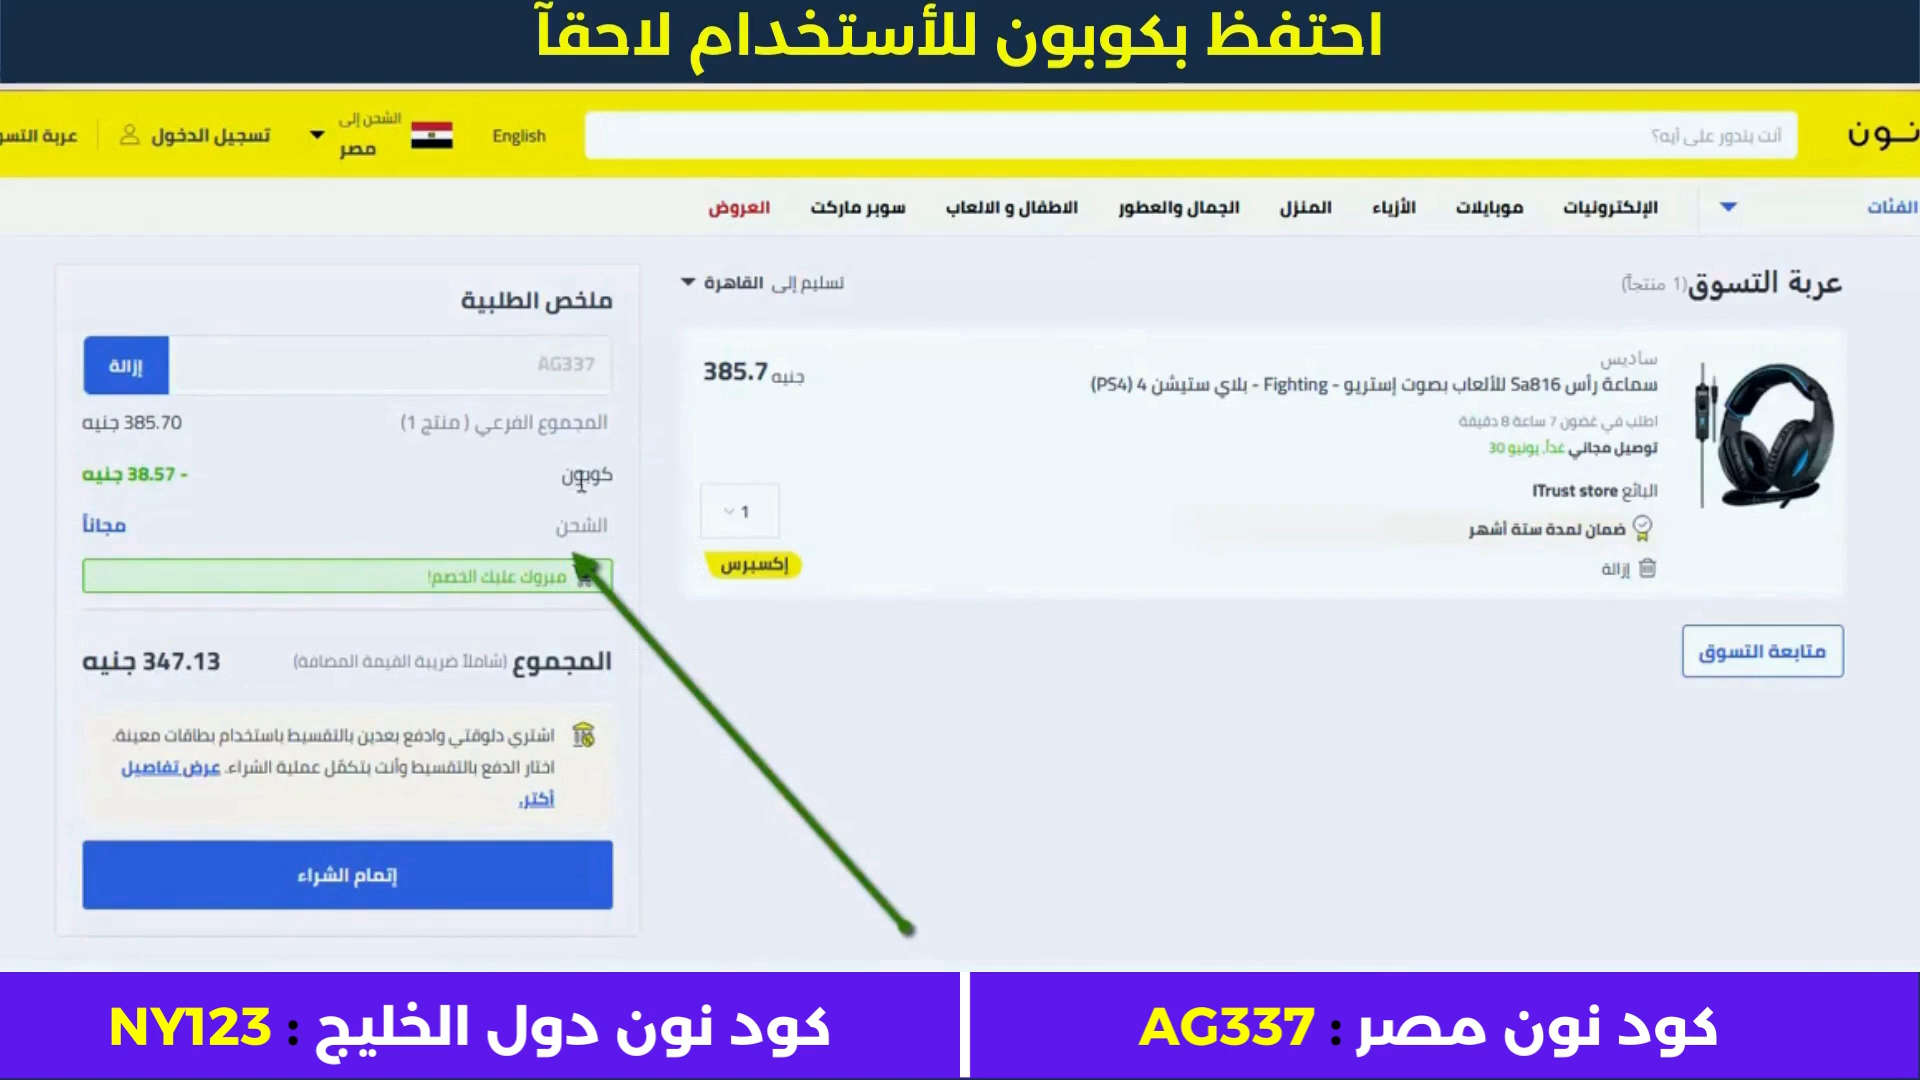 احتفظ بكوبون للأستخدام لاحقآ
نون
أنت بتدور على أيه؟
English
الشحن إلى
مصر
تسجيل الدخول
عربة
الفئات
الإلكترونيات
موبايلات
الأزياء
المنزل
الجمال والعطور
الاطفال و الالعاب
سوبر ماركت
العروض
عربة التسوق (1 منتجاً)
تسليم إلى القاهرة
ساديس
سماعة رأس Sa816 للألعاب بصوت إستريو - Fighting - بلاي ستيشن 4 (PS4)
جنيه 385.7
اطلب في غضون 7 ساعة 8 دقيقة
توصيل مجاني غداً, يونيو 30
البائع ITrust store
ضمان لمدة ستة أشهر
إزالة
1
إكسبرس
متابعة التسوق
ملخص الطلبية
AG337
إزالة
المجموع الفرعي ( منتج 1)
385.70 جنيه
كوبون
- 38.57 جنيه
الشحن
مجاناً
مبروك عليك الخصم!
المجموع (شاملاً ضريبة القيمة المضافة)
347.13 جنيه
اشتري دلوقتي وادفع بعدين بالتقسيط باستخدام بطاقات معينة.
اختار الدفع بالتقسيط وأنت بتكمّل عملية الشراء. عرض تفاصيل
أكتر.
إتمام الشراء
كود نون مصر : AG337
كود نون دول الخليج : NY123